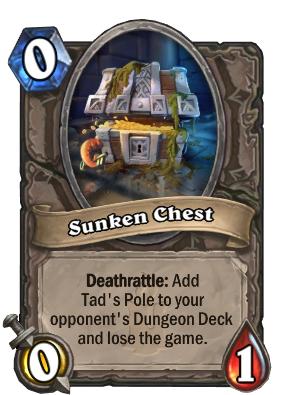 0
Sunken Chest
Deathrattle: Add
Tad's Pole to your
opponent's Dungeon Deck
and lose the game.
0
1